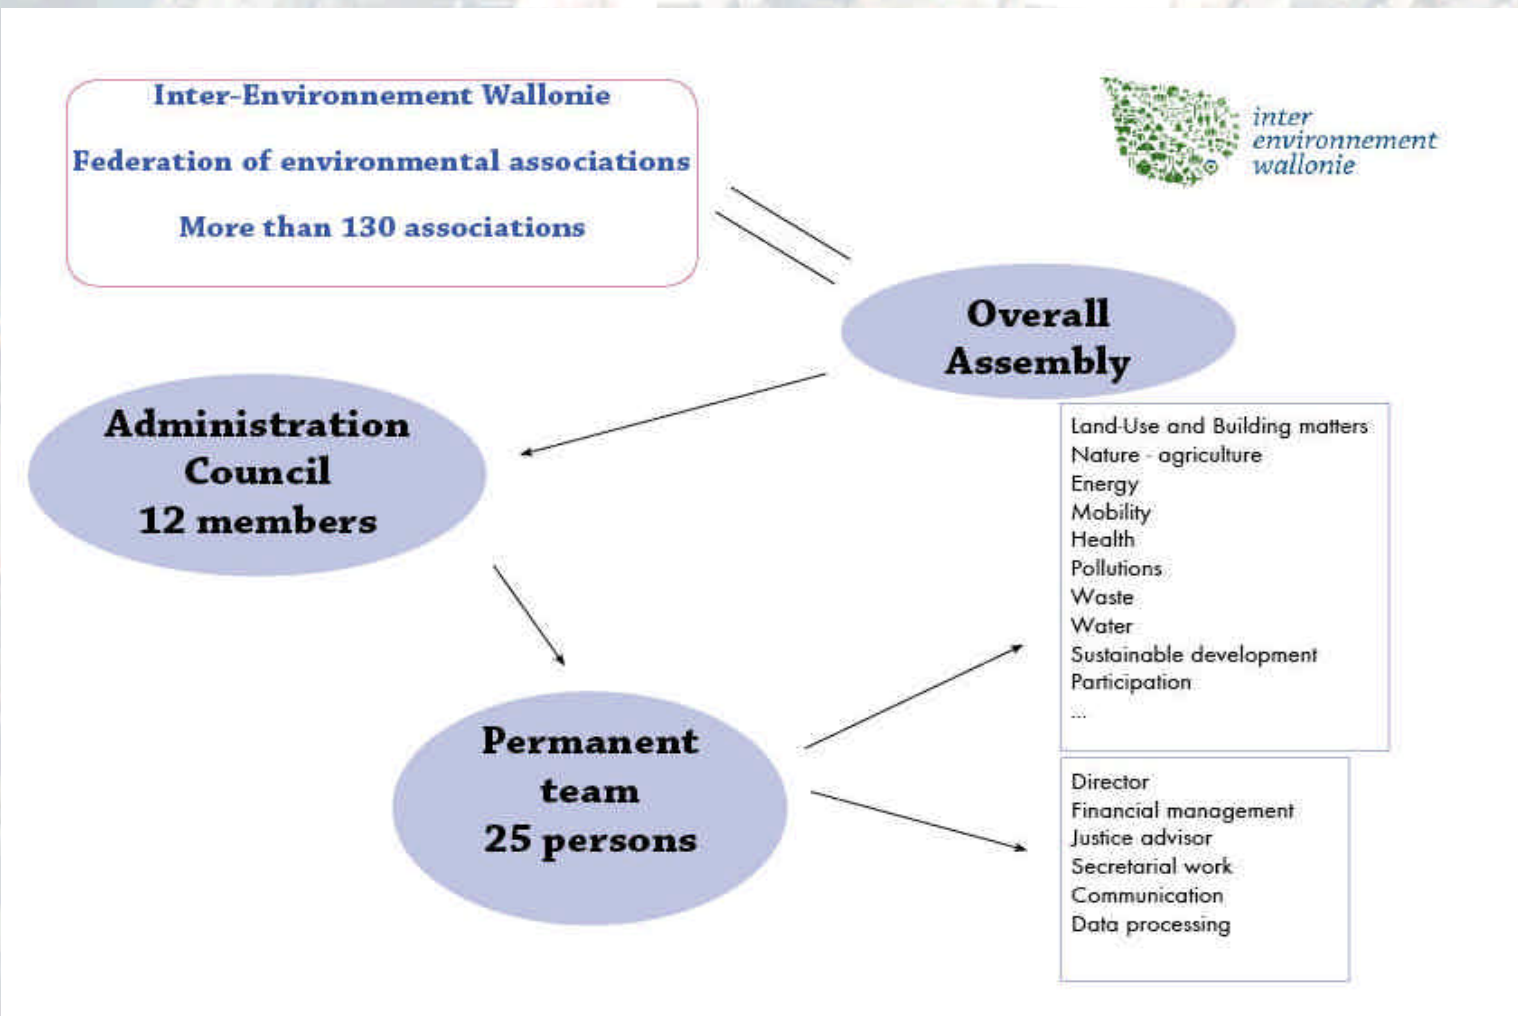 Inter-Environnement Wallonie
Federation of environmental associations
More than 130 associations
inter
environnement
wallonie
Overall
Assembly
Administration
Council
12 members
Land-Use and Building matters
Nature - agriculture
Energy
Mobility
Health
Pollutions
Waste
Water
Sustainable development
Participation
...
Permanent
team
25 persons
Director
Financial management
Justice advisor
Secretarial work
Communication
Data processing